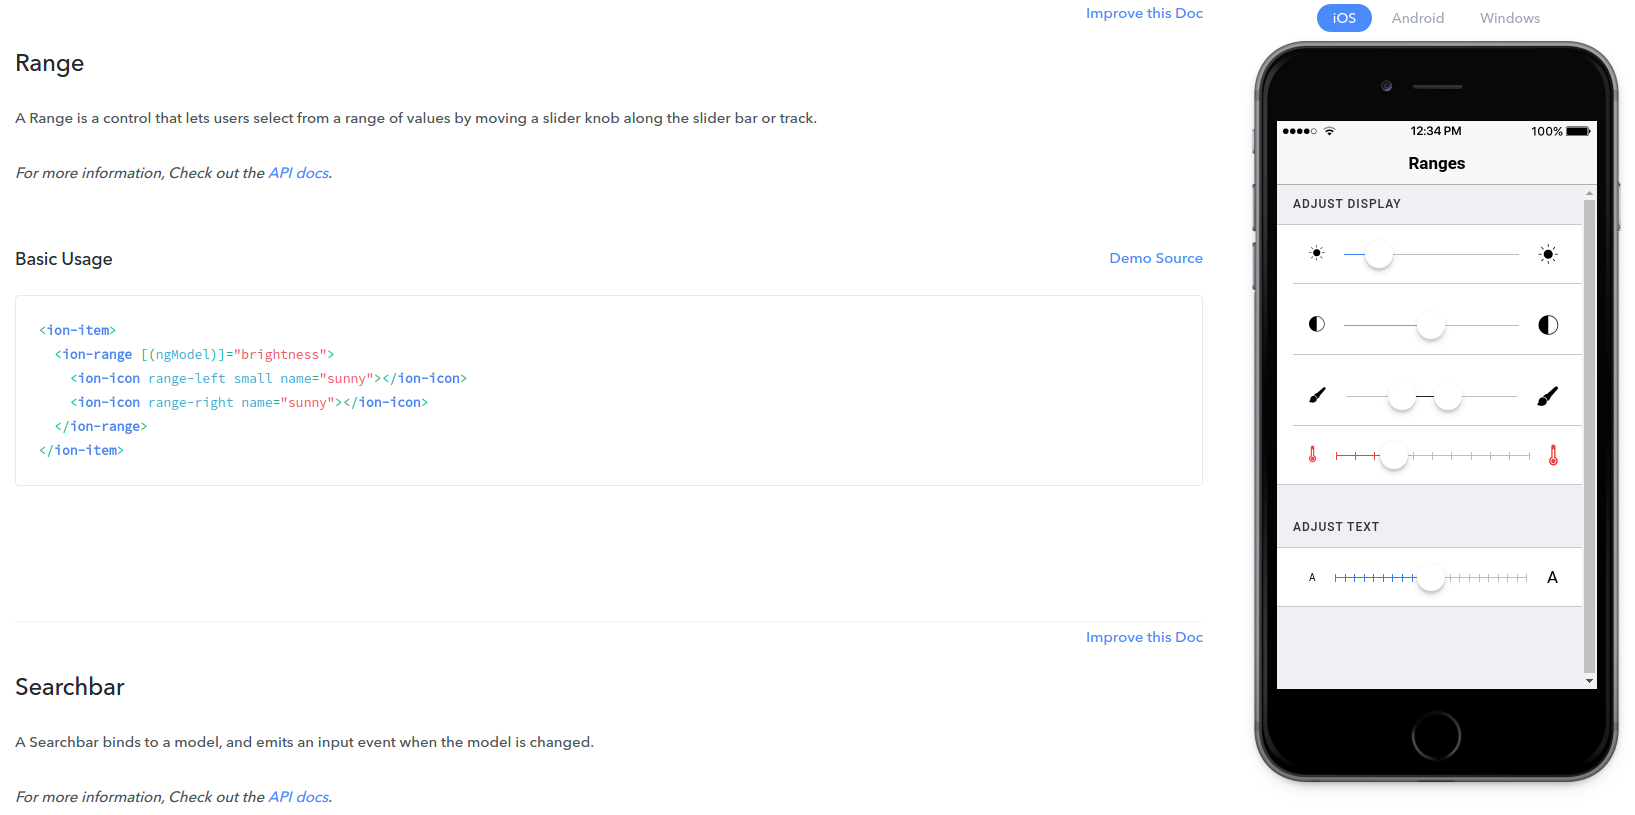 Improve this Doc
Range
A Range is a control that lets users select from a range of values by moving a slider knob along the slider bar or track.
For more information, Check out the API docs.
Basic Usage
Demo Source
<ion-item>
  <ion-range [(ngModel)]="brightness">
    <ion-icon range-left small name="sunny"></ion-icon>
    <ion-icon range-right name="sunny"></ion-icon>
  </ion-range>
</ion-item>
Improve this Doc
Searchbar
A Searchbar binds to a model, and emits an input event when the model is changed.
For more information, Check out the API docs.
iOS Android Windows
12:34 PM 100%
Ranges
ADJUST DISPLAY
ADJUST TEXT
A A